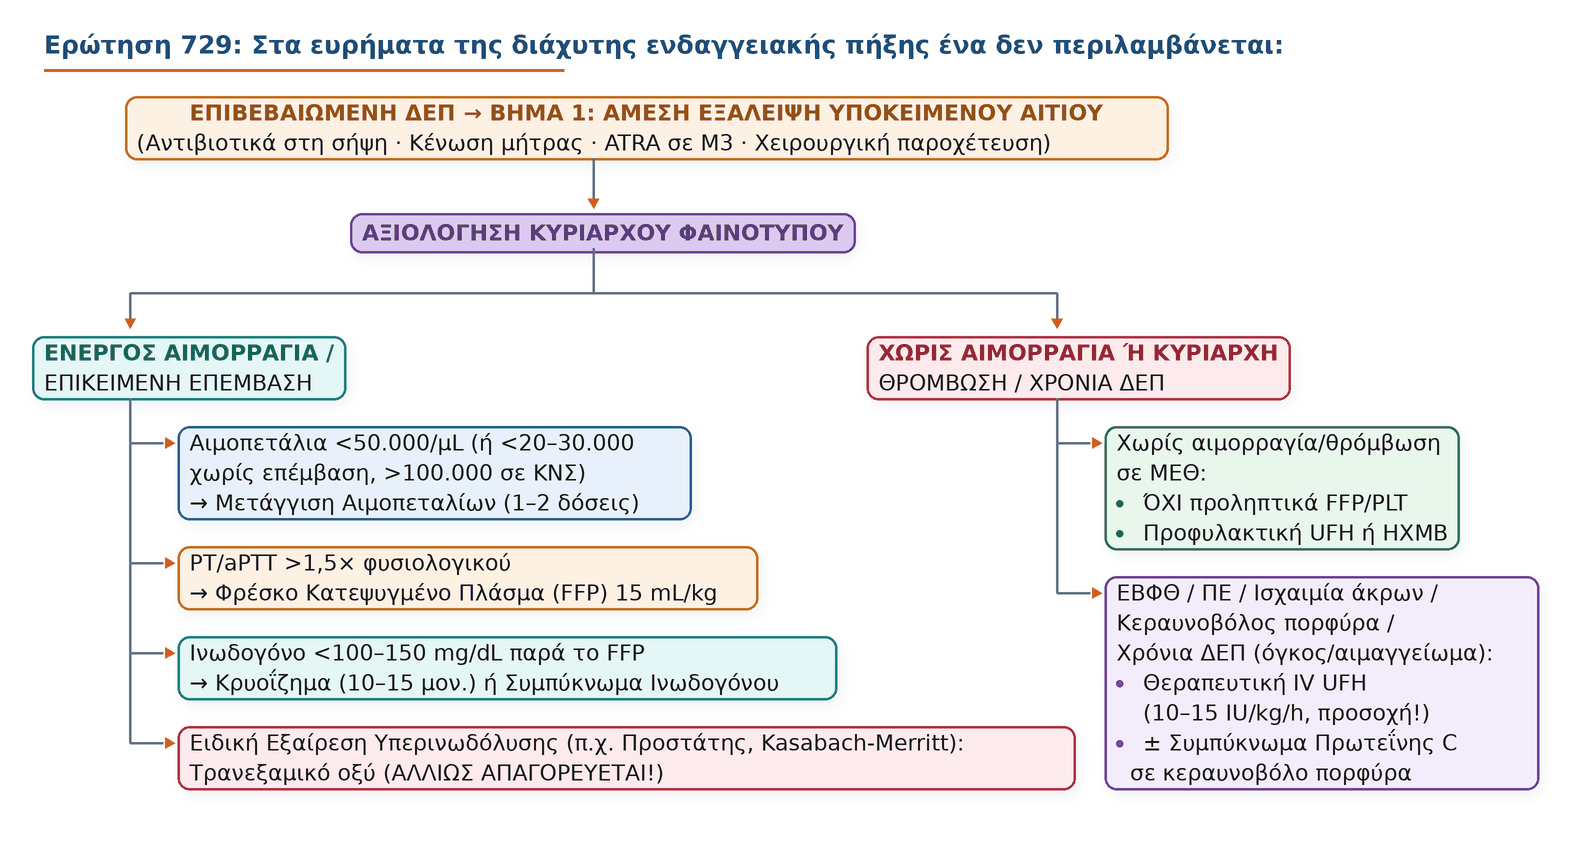 Ερώτηση 729: Στα ευρήματα της διάχυτης ενδαγγειακής πήξης ένα δεν περιλαμβάνεται:
ΕΠΙΒΕΒΑΙΩΜΕΝΗ ΔΕΠ → ΒΗΜΑ 1: ΑΜΕΣΗ ΕΞΑΛΕΙΨΗ ΥΠΟΚΕΙΜΕΝΟΥ ΑΙΤΙΟΥ
(Αντιβιοτικά στη σήψη · Κένωση μήτρας · ATRA σε M3 · Χειρουργική παροχέτευση)
ΑΞΙΟΛΟΓΗΣΗ ΚΥΡΙΑΡΧΟΥ ΦΑΙΝΟΤΥΠΟΥ
ΕΝΕΡΓΟΣ ΑΙΜΟΡΡΑΓΙΑ /
ΕΠΙΚΕΙΜΕΝΗ ΕΠΕΜΒΑΣΗ
Αιμοπετάλια <50.000/μL (ή <20–30.000
χωρίς επέμβαση, >100.000 σε ΚΝΣ)
→ Μετάγγιση Αιμοπεταλίων (1–2 δόσεις)
PT/aPTT >1,5× φυσιολογικού
→ Φρέσκο Κατεψυγμένο Πλάσμα (FFP) 15 mL/kg
Ινωδογόνο <100–150 mg/dL παρά το FFP
→ Κρυοΐζημα (10–15 μον.) ή Συμπύκνωμα Ινωδογόνου
Ειδική Εξαίρεση Υπερινωδόλυσης (π.χ. Προστάτης, Kasabach-Merritt):
Τρανεξαμικό οξύ (ΑΛΛΙΩΣ ΑΠΑΓΟΡΕΥΕΤΑΙ!)
ΧΩΡΙΣ ΑΙΜΟΡΡΑΓΙΑ Ή ΚΥΡΙΑΡΧΗ
ΘΡΟΜΒΩΣΗ / ΧΡΟΝΙΑ ΔΕΠ
Χωρίς αιμορραγία/θρόμβωση
σε ΜΕΘ:
• ΌΧΙ προληπτικά FFP/PLT
• Προφυλακτική UFH ή ΗΧΜΒ
ΕΒΦΘ / ΠΕ / Ισχαιμία άκρων /
Κεραυνοβόλος πορφύρα /
Χρόνια ΔΕΠ (όγκος/αιμαγγείωμα):
• Θεραπευτική IV UFH
(10–15 IU/kg/h, προσοχή!)
• ± Συμπύκνωμα Πρωτεΐνης C
σε κεραυνοβόλο πορφύρα